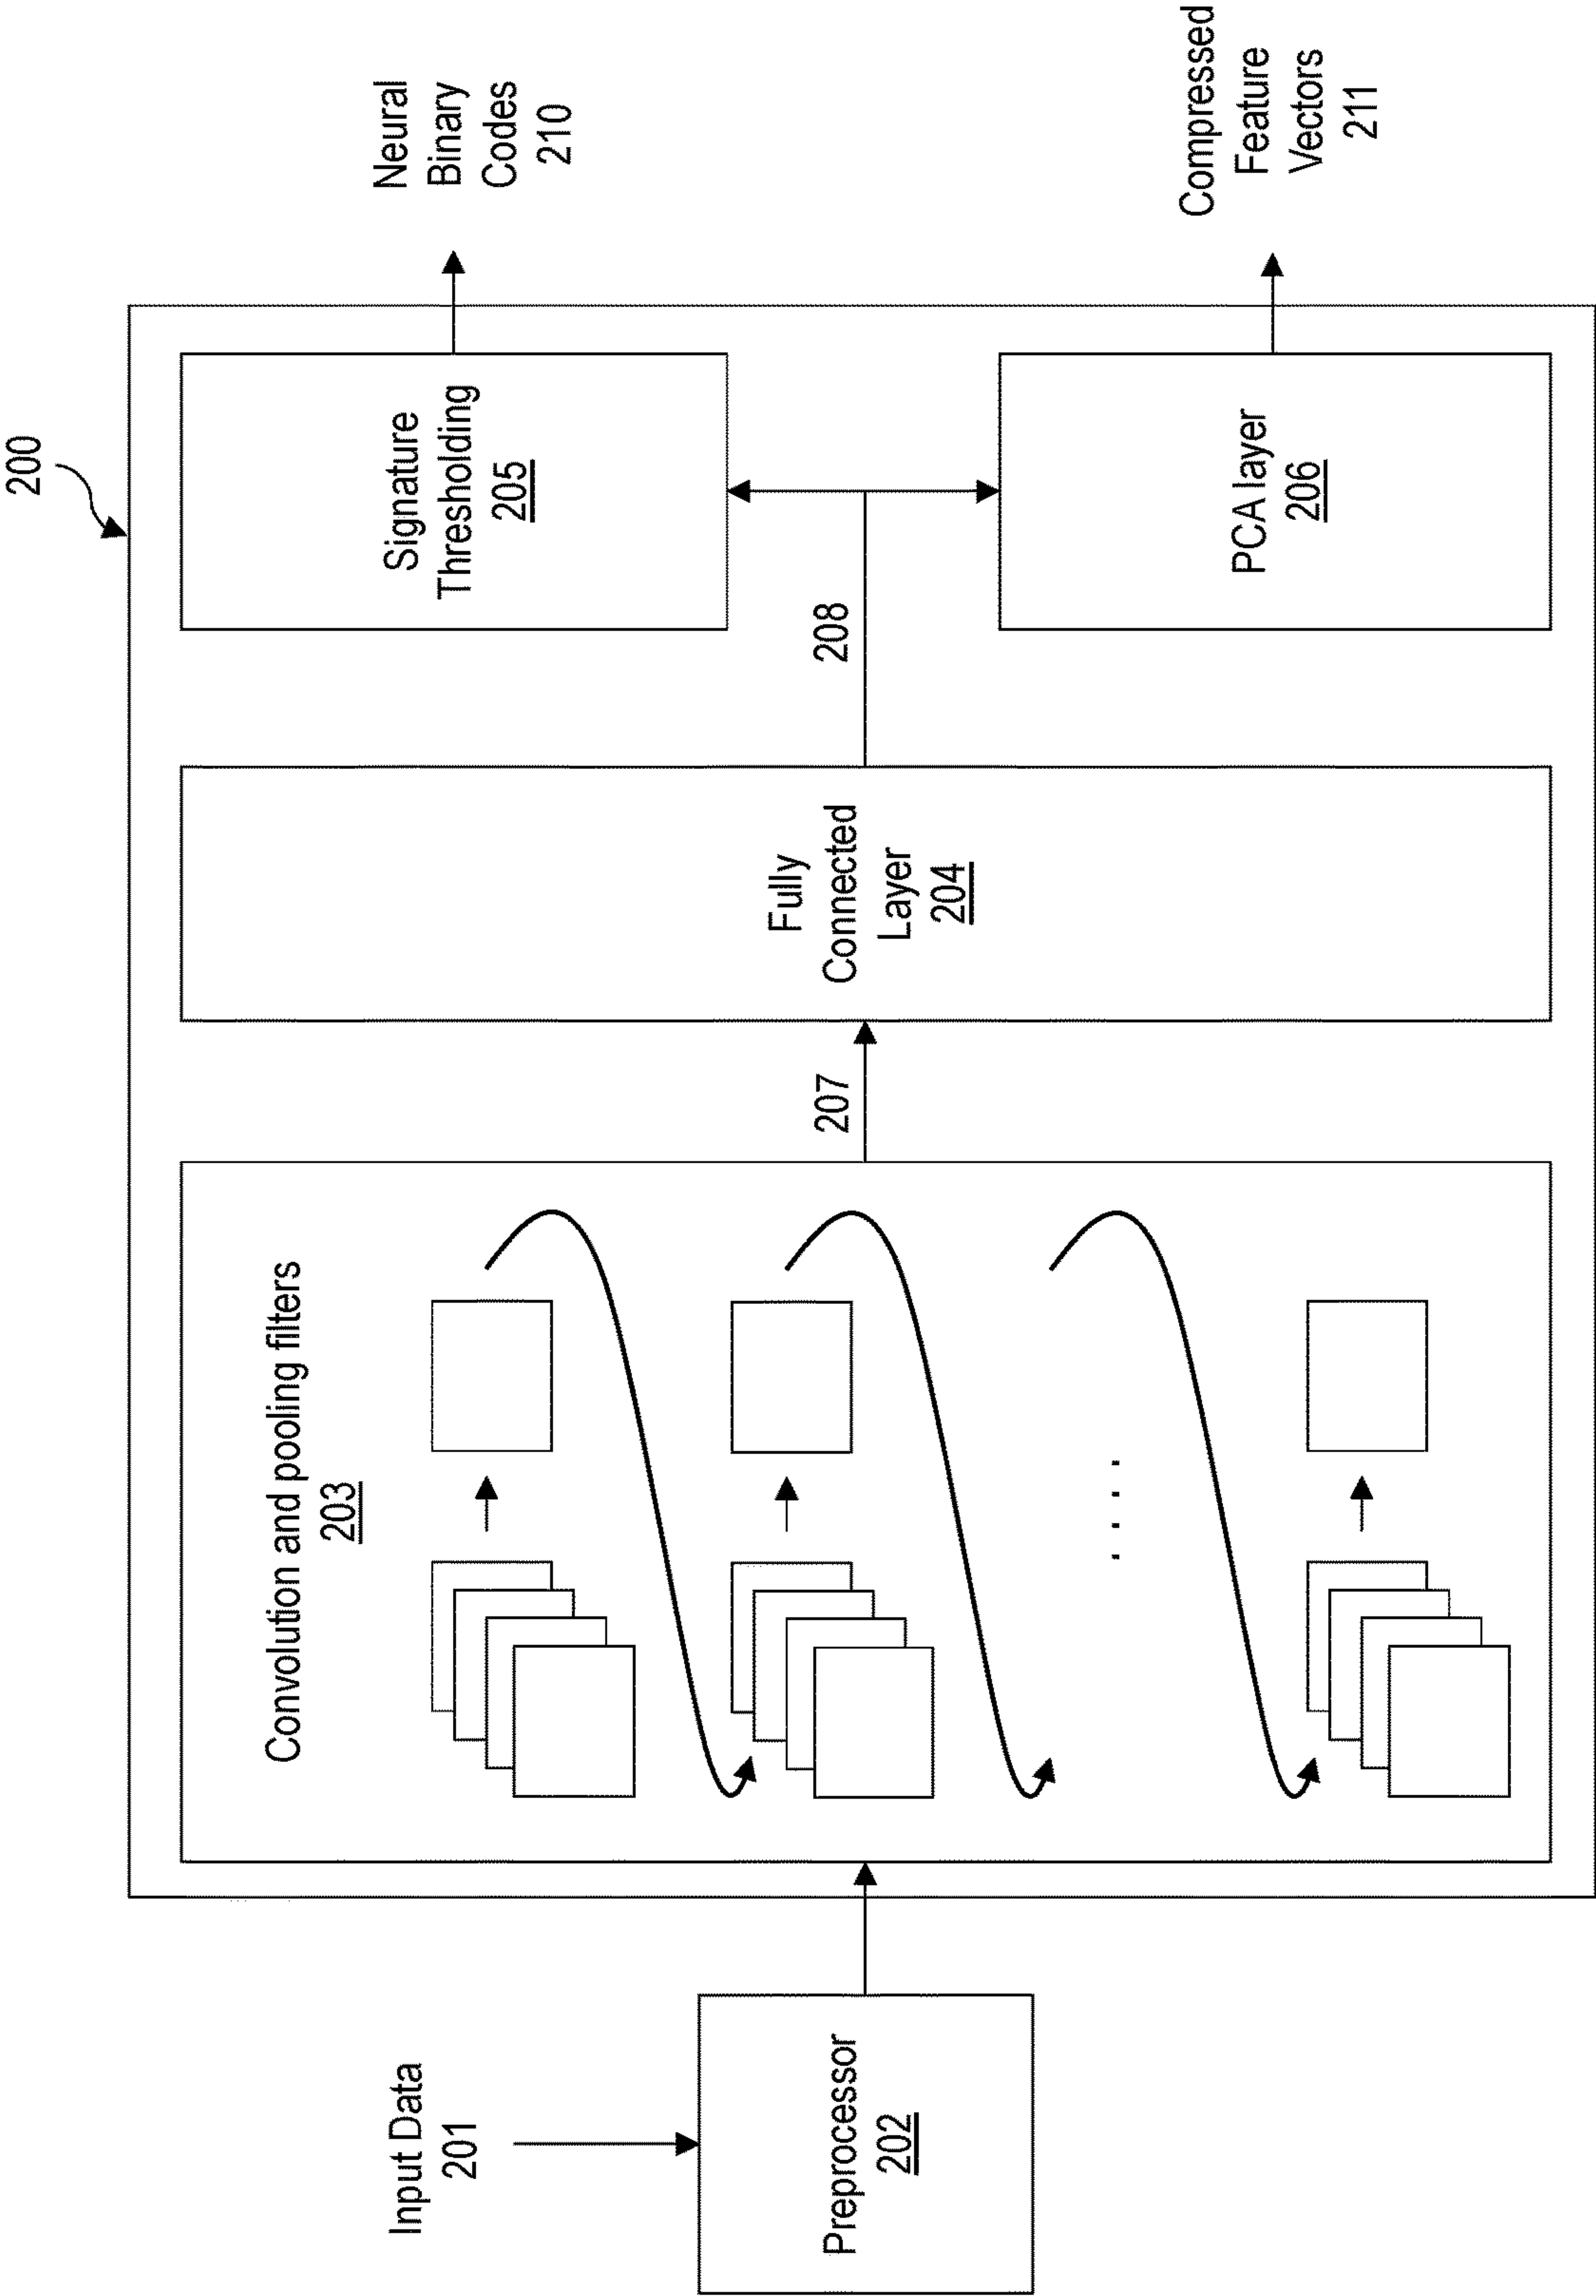 200
Input Data
201
Preprocessor
202
Convolution and pooling filters
203
207
Fully
Connected
Layer
204
208
Signature
Thresholding
205
PCA layer
206
Neural
Binary
Codes
210
Compressed
Feature
Vectors
211
. . . .